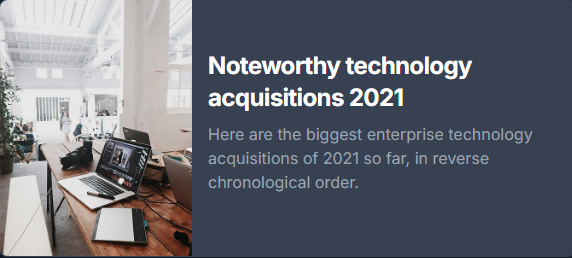 Noteworthy technology
acquisitions 2021
Here are the biggest enterprise technology
acquisitions of 2021 so far, in reverse
chronological order.